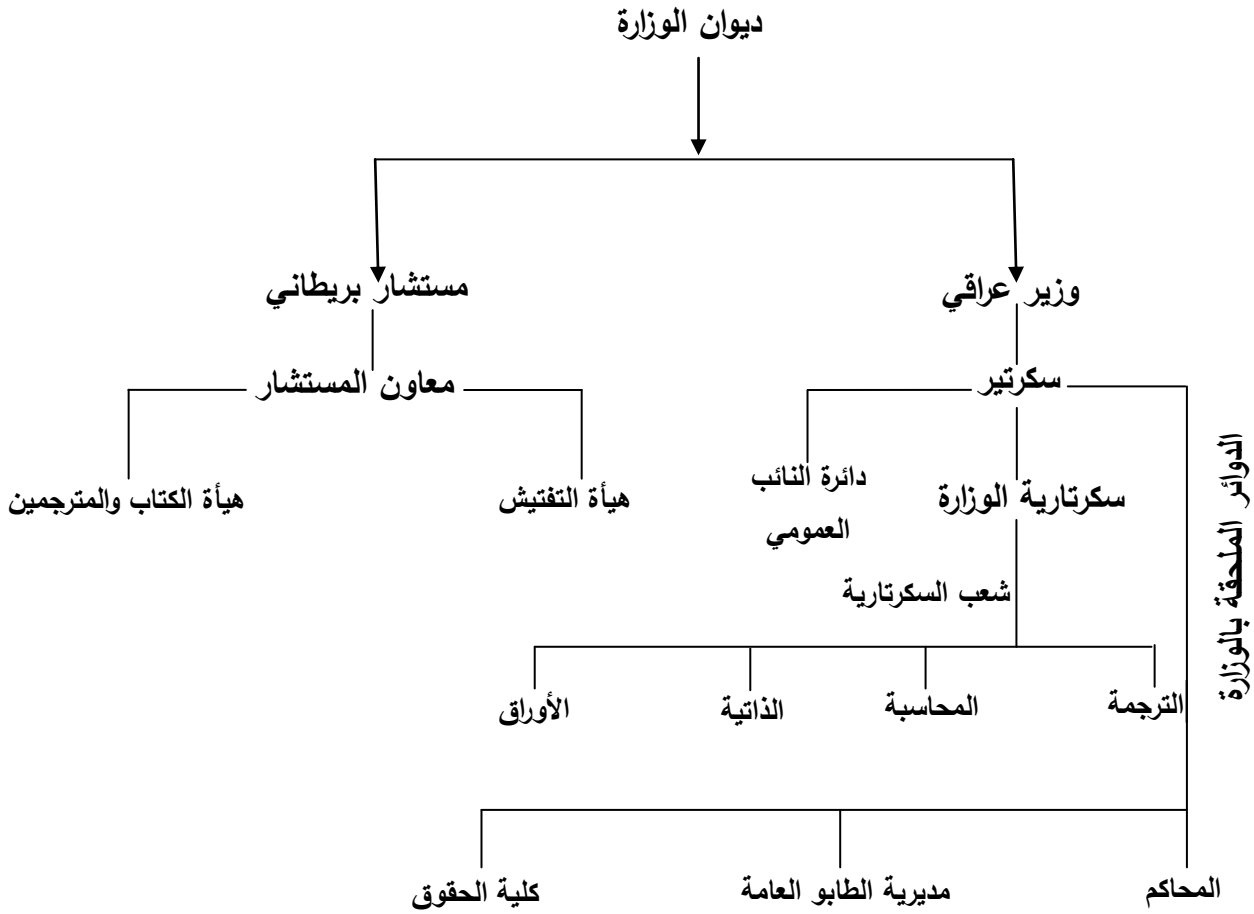 ديوان الوزارة
وزير عراقي
مستشار بريطاني
سكرتير
معاون المستشار
دائرة النائب
العمومي
سكرتارية الوزارة
هيأة التفتيش
هيأة الكتاب والمترجمين
شعب السكرتارية
الدوائر الملحقة بالوزارة
الترجمة
المحاسبة
الذاتية
الأوراق
المحاكم
مديرية الطابو العامة
كلية الحقوق